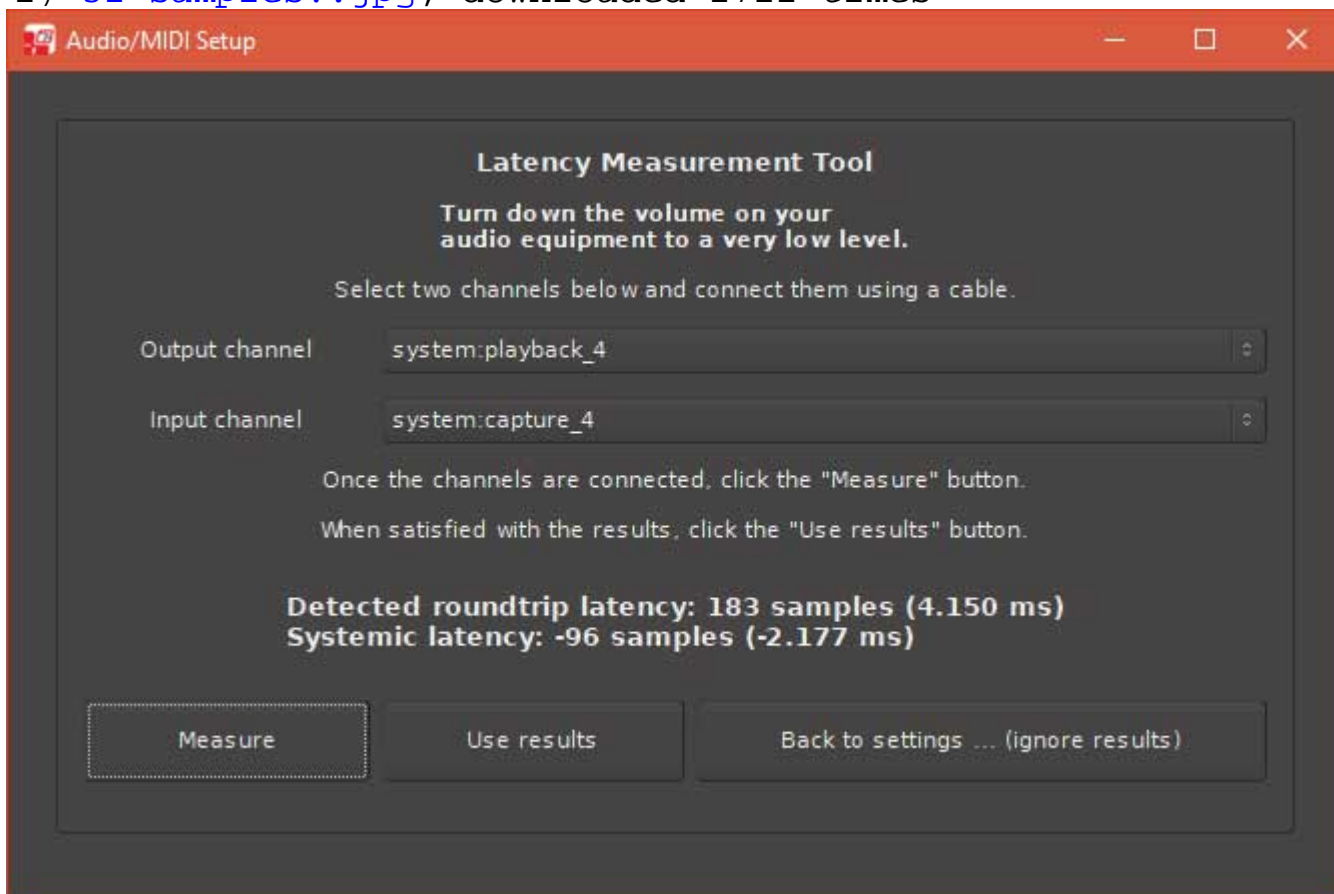 Audio/MIDI Setup
Latency Measurement Tool
Turn down the volume on your
audio equipment to a very low level.
Select two channels below and connect them using a cable.
Output channel system:playback_4
Input channel system:capture_4
Once the channels are connected, click the "Measure" button.
When satisfied with the results, click the "Use results" button.
Detected roundtrip latency: 183 samples (4.150 ms)
Systemic latency: -96 samples (-2.177 ms)
Measure Use results Back to settings ... (ignore results)